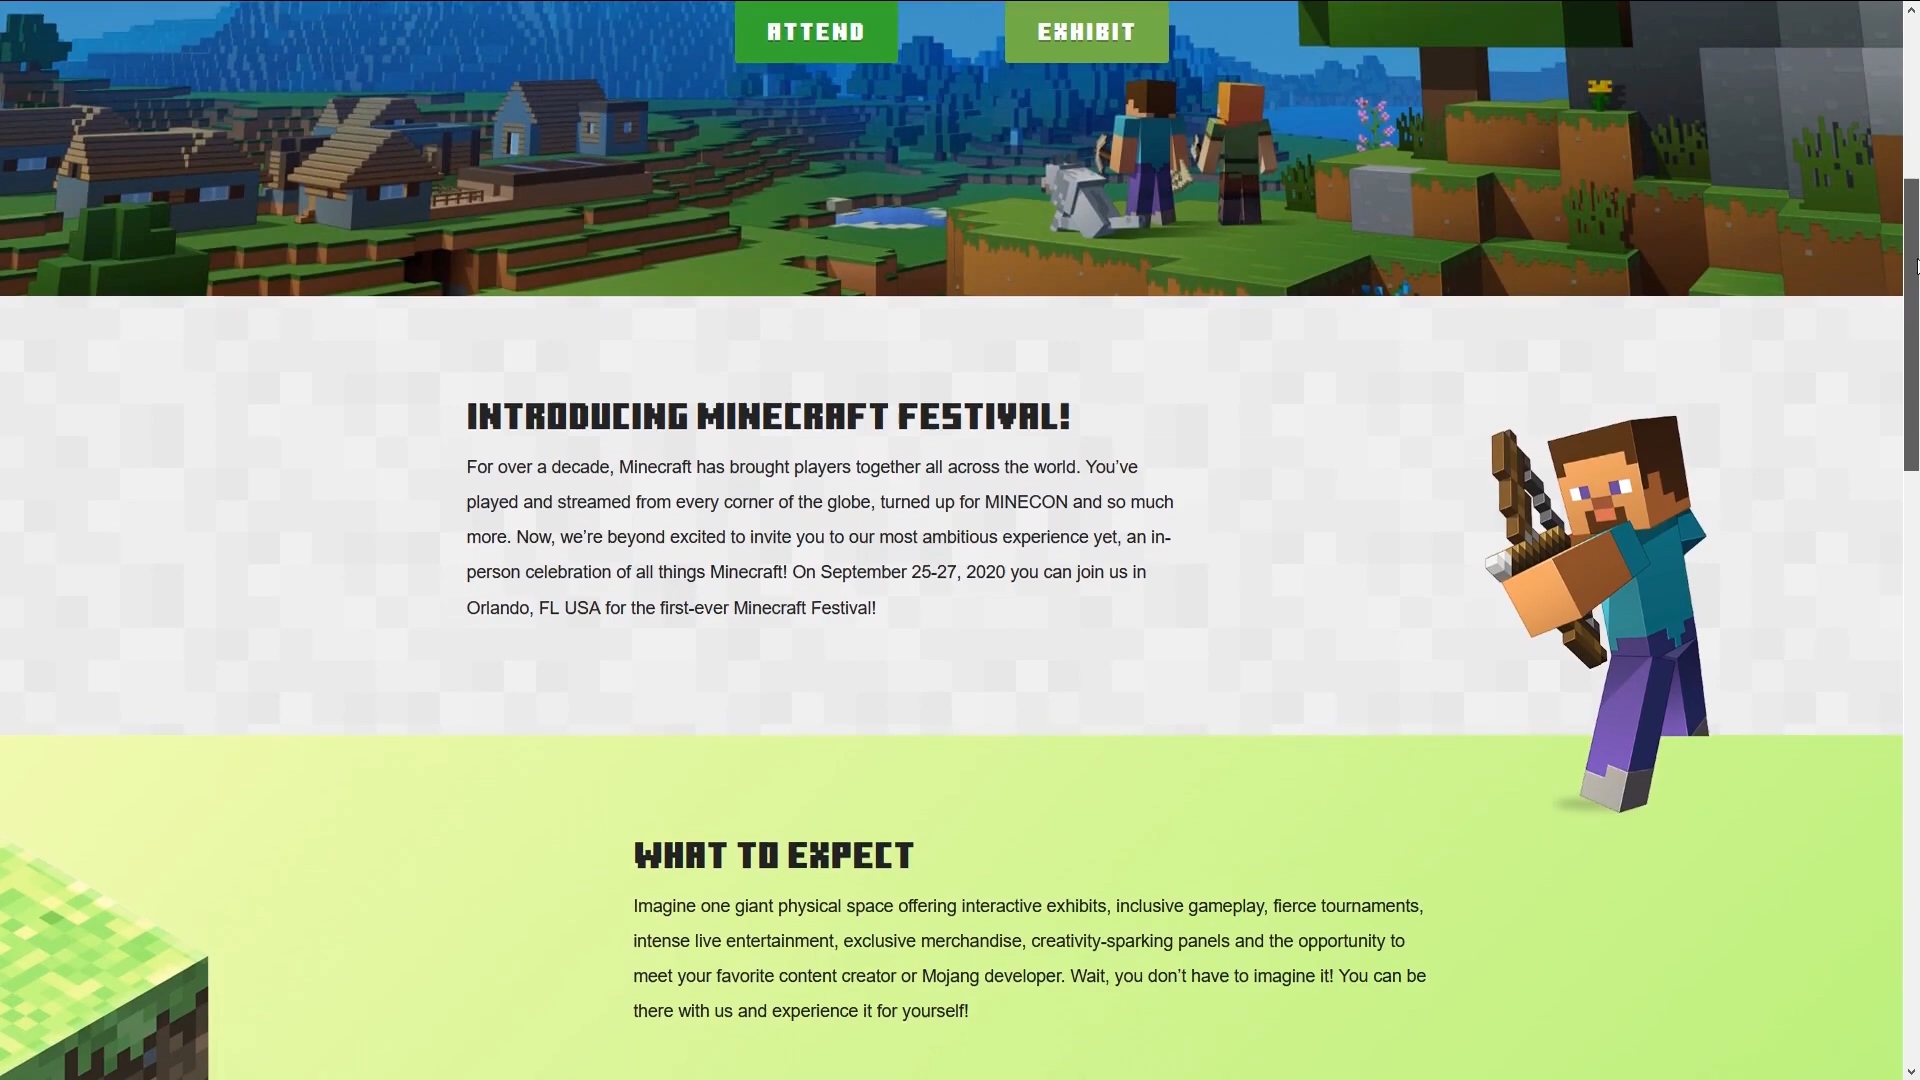 ATTEND
EXHIBIT
INTRODUCING MINECRAFT FESTIVAL!
For over a decade, Minecraft has brought players together all across the world. You’ve
played and streamed from every corner of the globe, turned up for MINECON and so much
more. Now, we’re beyond excited to invite you to our most ambitious experience yet, an in-
person celebration of all things Minecraft! On September 25-27, 2020 you can join us in
Orlando, FL USA for the first-ever Minecraft Festival!
WHAT TO EXPECT
Imagine one giant physical space offering interactive exhibits, inclusive gameplay, fierce tournaments,
intense live entertainment, exclusive merchandise, creativity-sparking panels and the opportunity to
meet your favorite content creator or Mojang developer. Wait, you don’t have to imagine it! You can be
there with us and experience it for yourself!